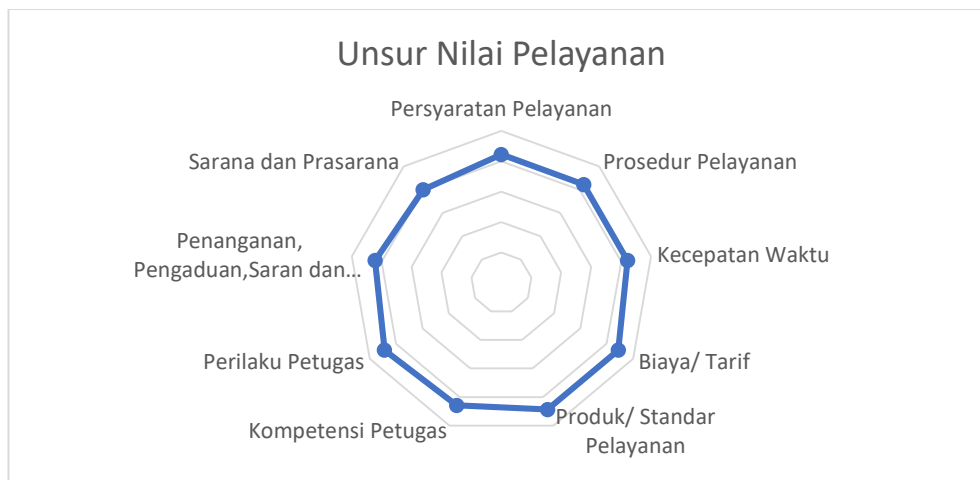 Unsur Nilai Pelayanan
Persyaratan Pelayanan
Prosedur Pelayanan
Kecepatan Waktu
Biaya/ Tarif
Produk/ Standar
Pelayanan
Kompetensi Petugas
Perilaku Petugas
Penanganan,
Pengaduan,Saran dan…
Sarana dan Prasarana